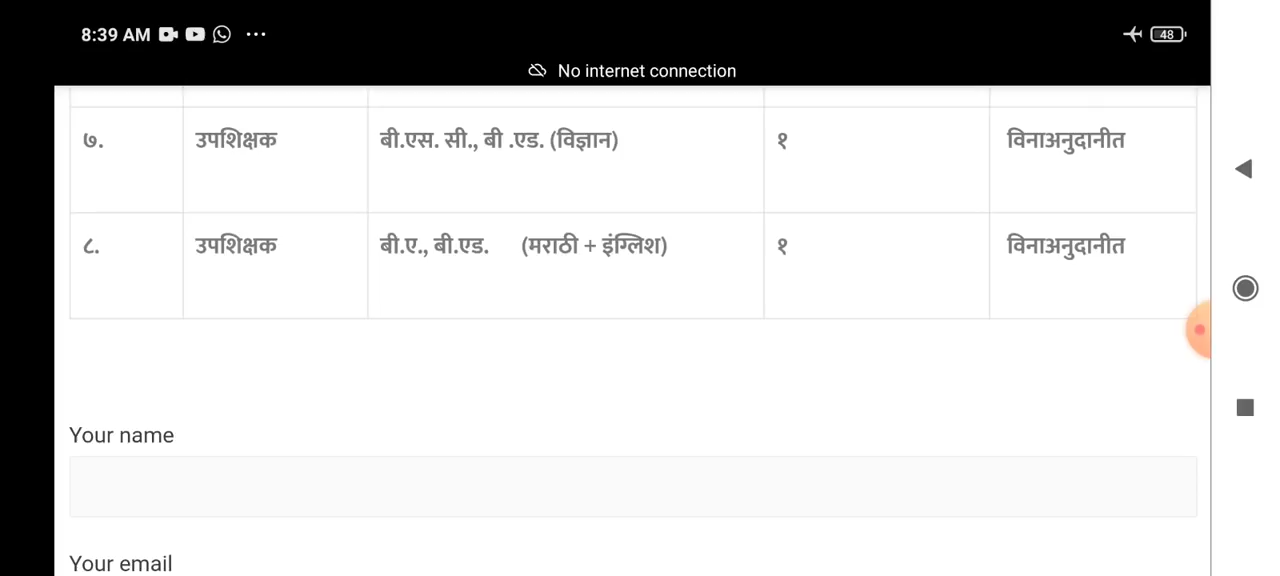 8:39 AM ... 48
No internet connection
७. उपशिक्षक बी.एस. सी., बी .एड. (विज्ञान) १ विनाअनुदानीत
८. उपशिक्षक बी.ए., बी.एड. (मराठी + इंग्लिश) १ विनाअनुदानीत
Your name
Your email